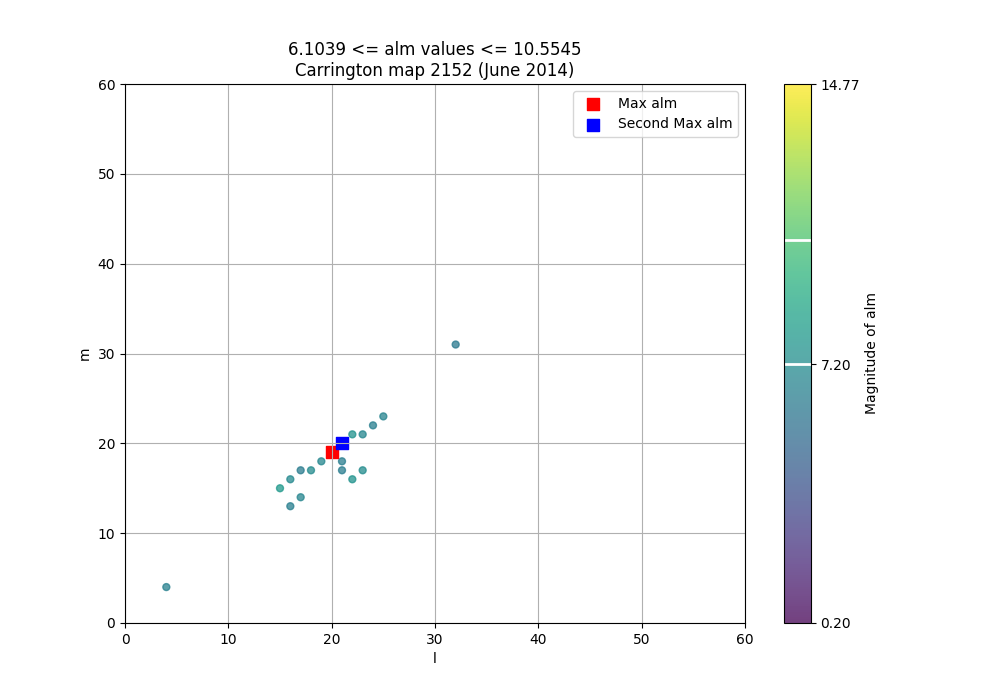 6.1039 <= alm values <= 10.5545
Carrington map 2152 (June 2014)
Max alm
Second Max alm
60
50
40
30
20
10
0
m
0 10 20 30 40 50 60
l
14.77
7.20
0.20
Magnitude of alm